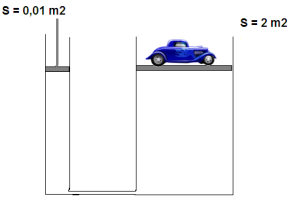 S = 0,01 m2
S = 2 m2